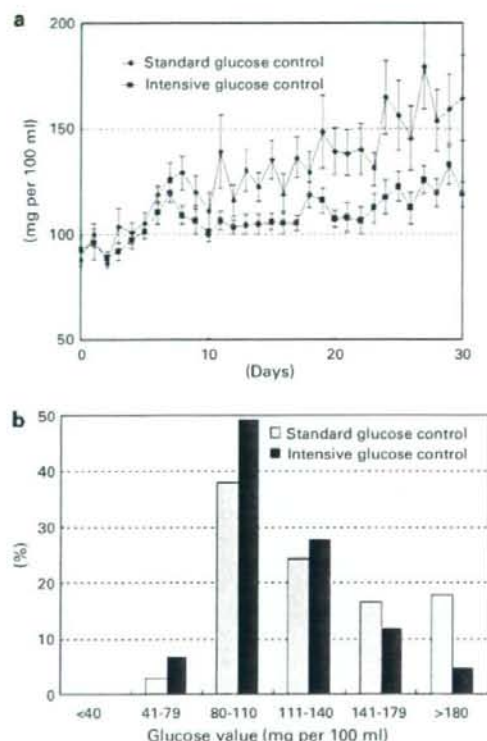 a
200
150
100
50
(mg per 100 ml)
Standard glucose control
Intensive glucose control
0 10 20 30
(Days)
b
50
40
30
20
10
0
(%)
Standard glucose control
Intensive glucose control
<40 41-79 80-110 111-140 141-179 >180
Glucose value (mg per 100 ml)